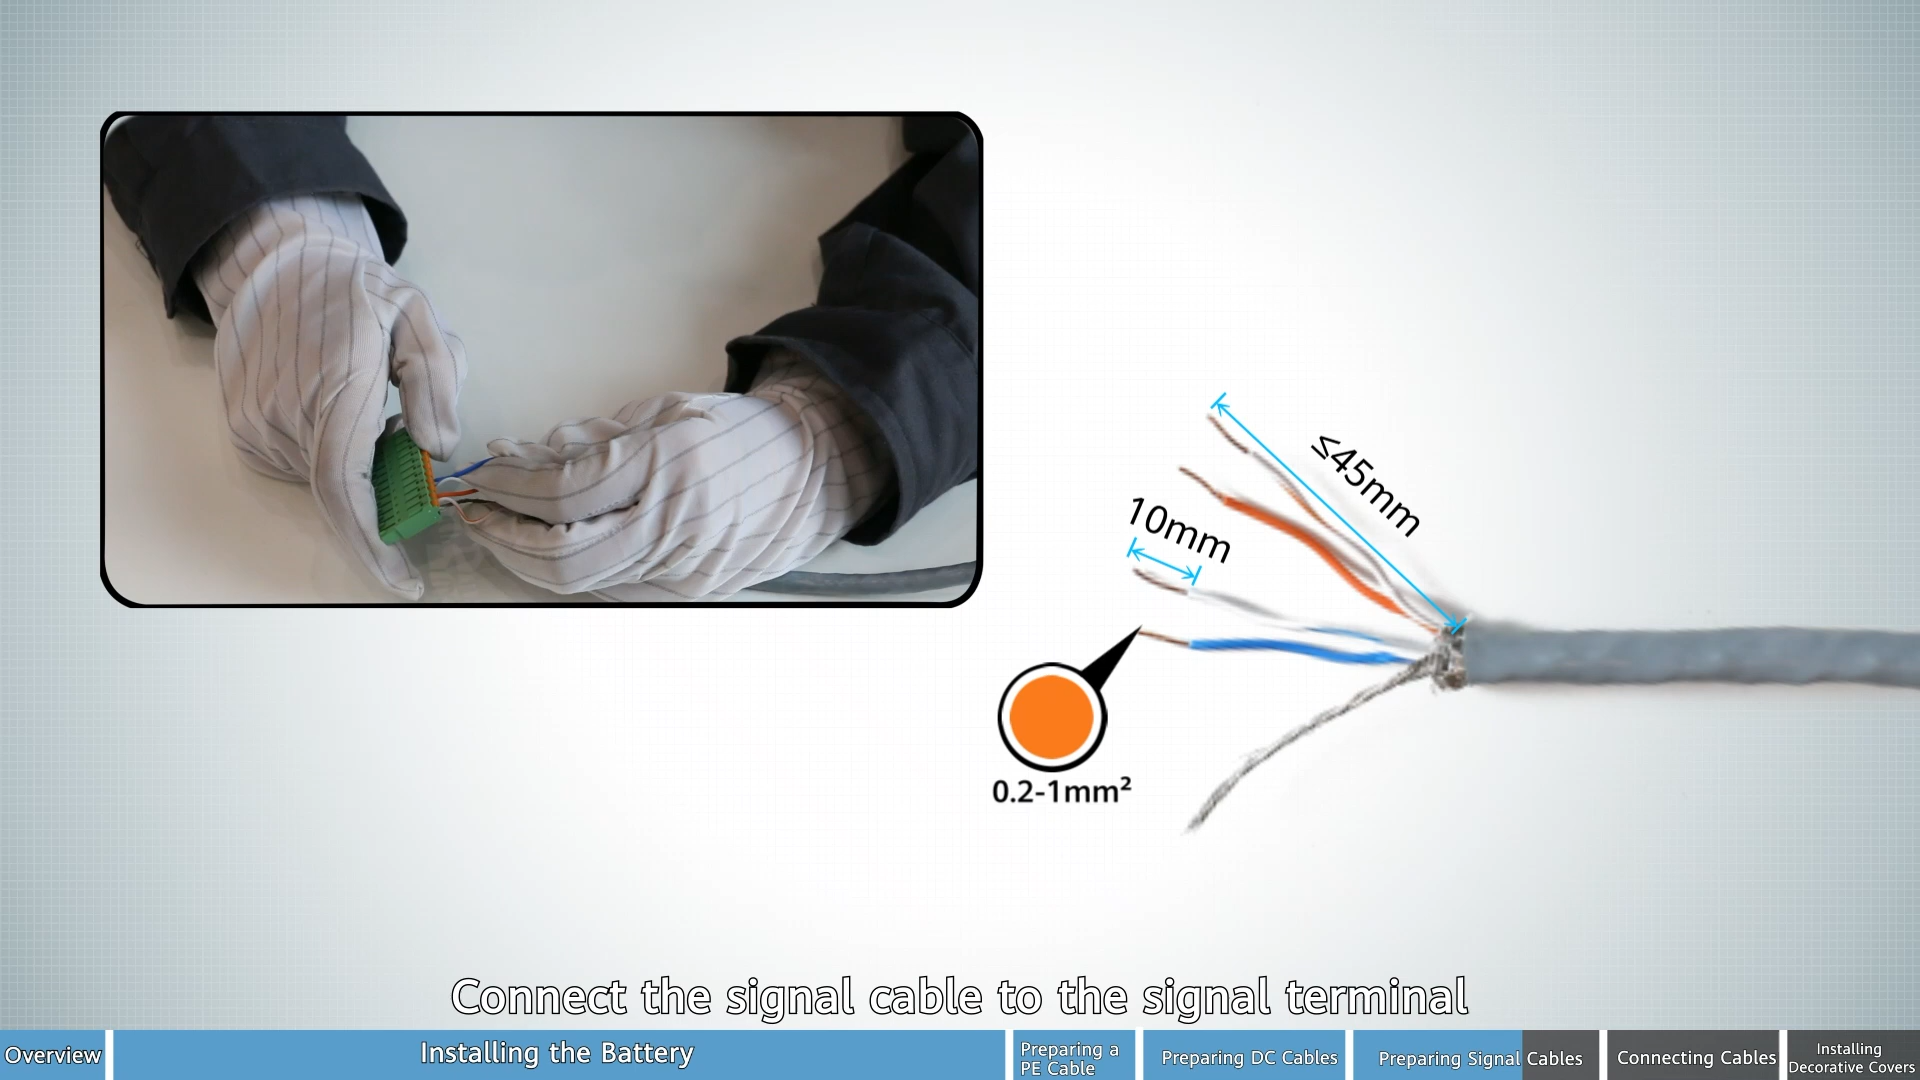 ≤45mm
10mm
0.2-1mm²
Connect the signal cable to the signal terminal
Overview
Installing the Battery
Preparing a
PE Cable
Preparing DC Cables
Preparing Signal Cables
Connecting Cables
Installing
Decorative Covers